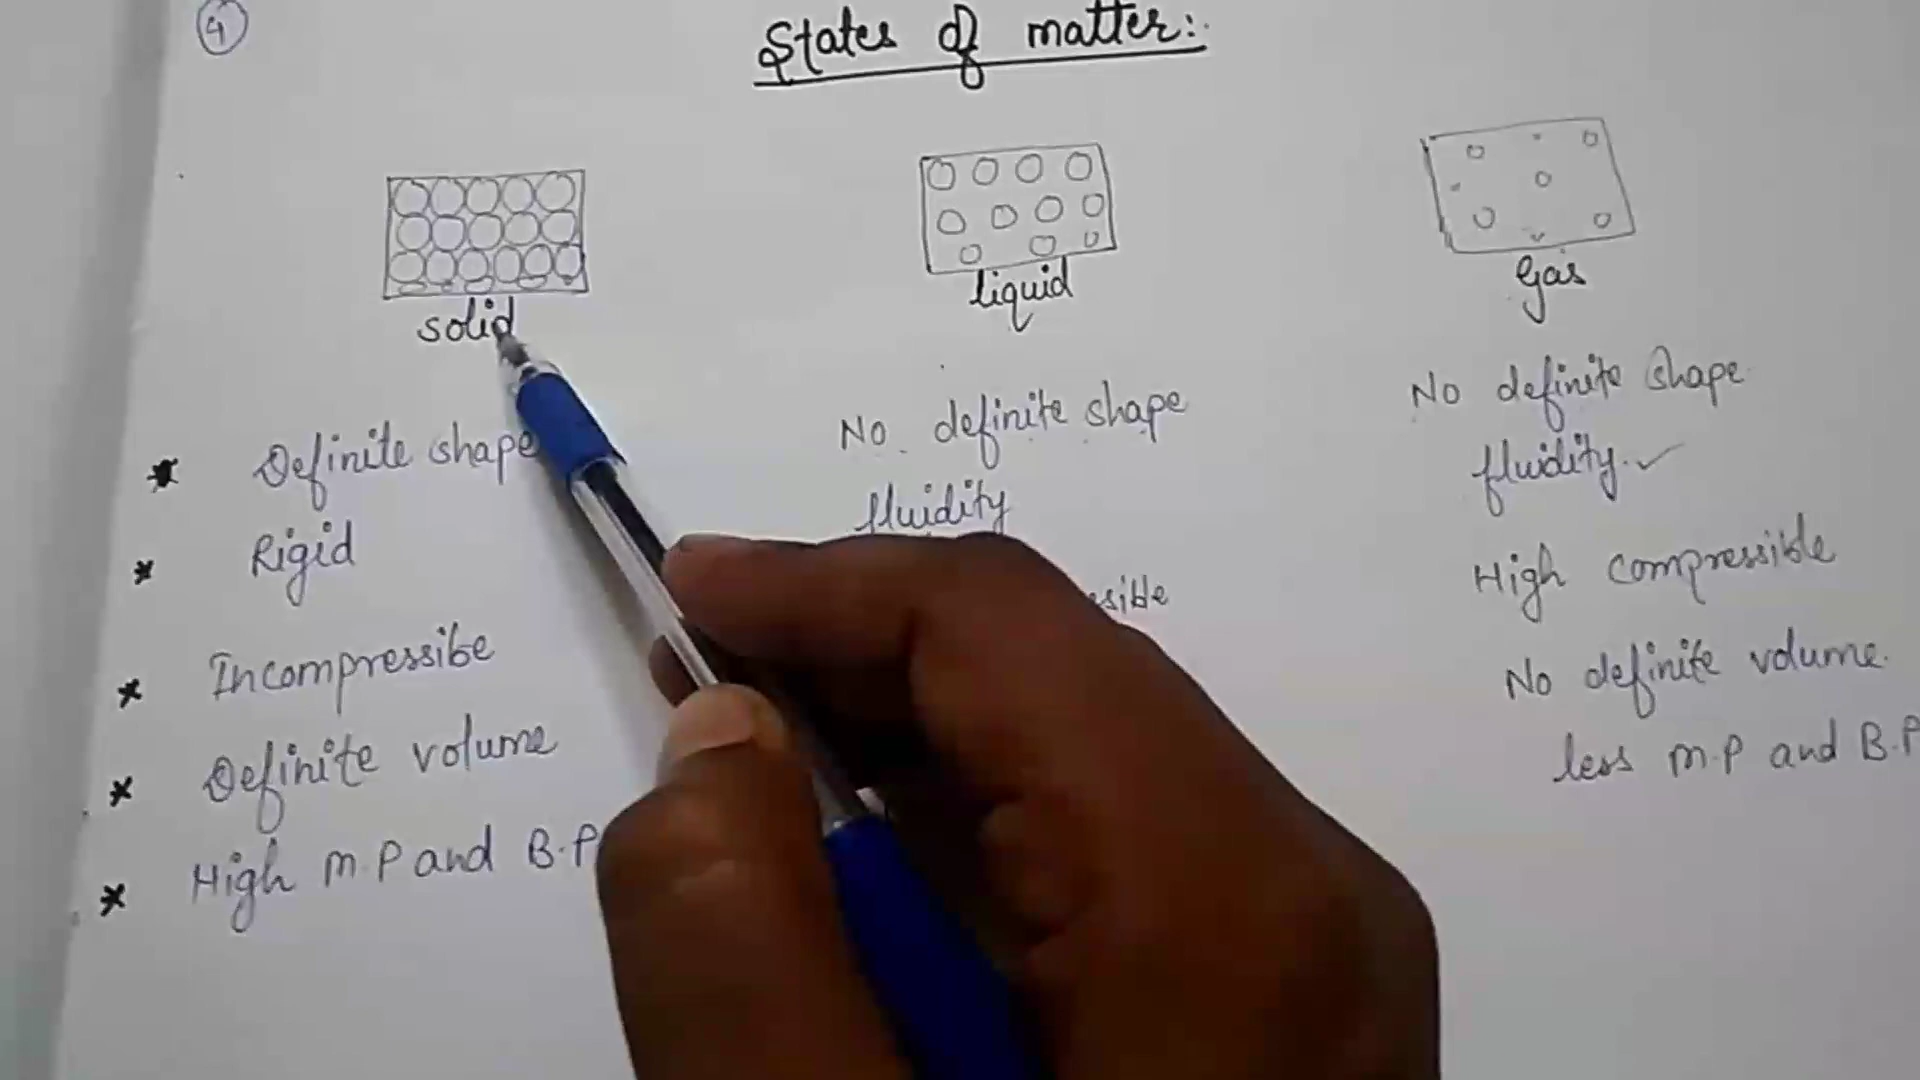 4
States of matter:
solid
liquid
gas
Definite shape
Rigid
Incompressibe
Definite volume
High M.P and B.P
No definite shape
fluidity
No definite shape
fluidity.
High compressible
No definite volume.
less M.P and B.P